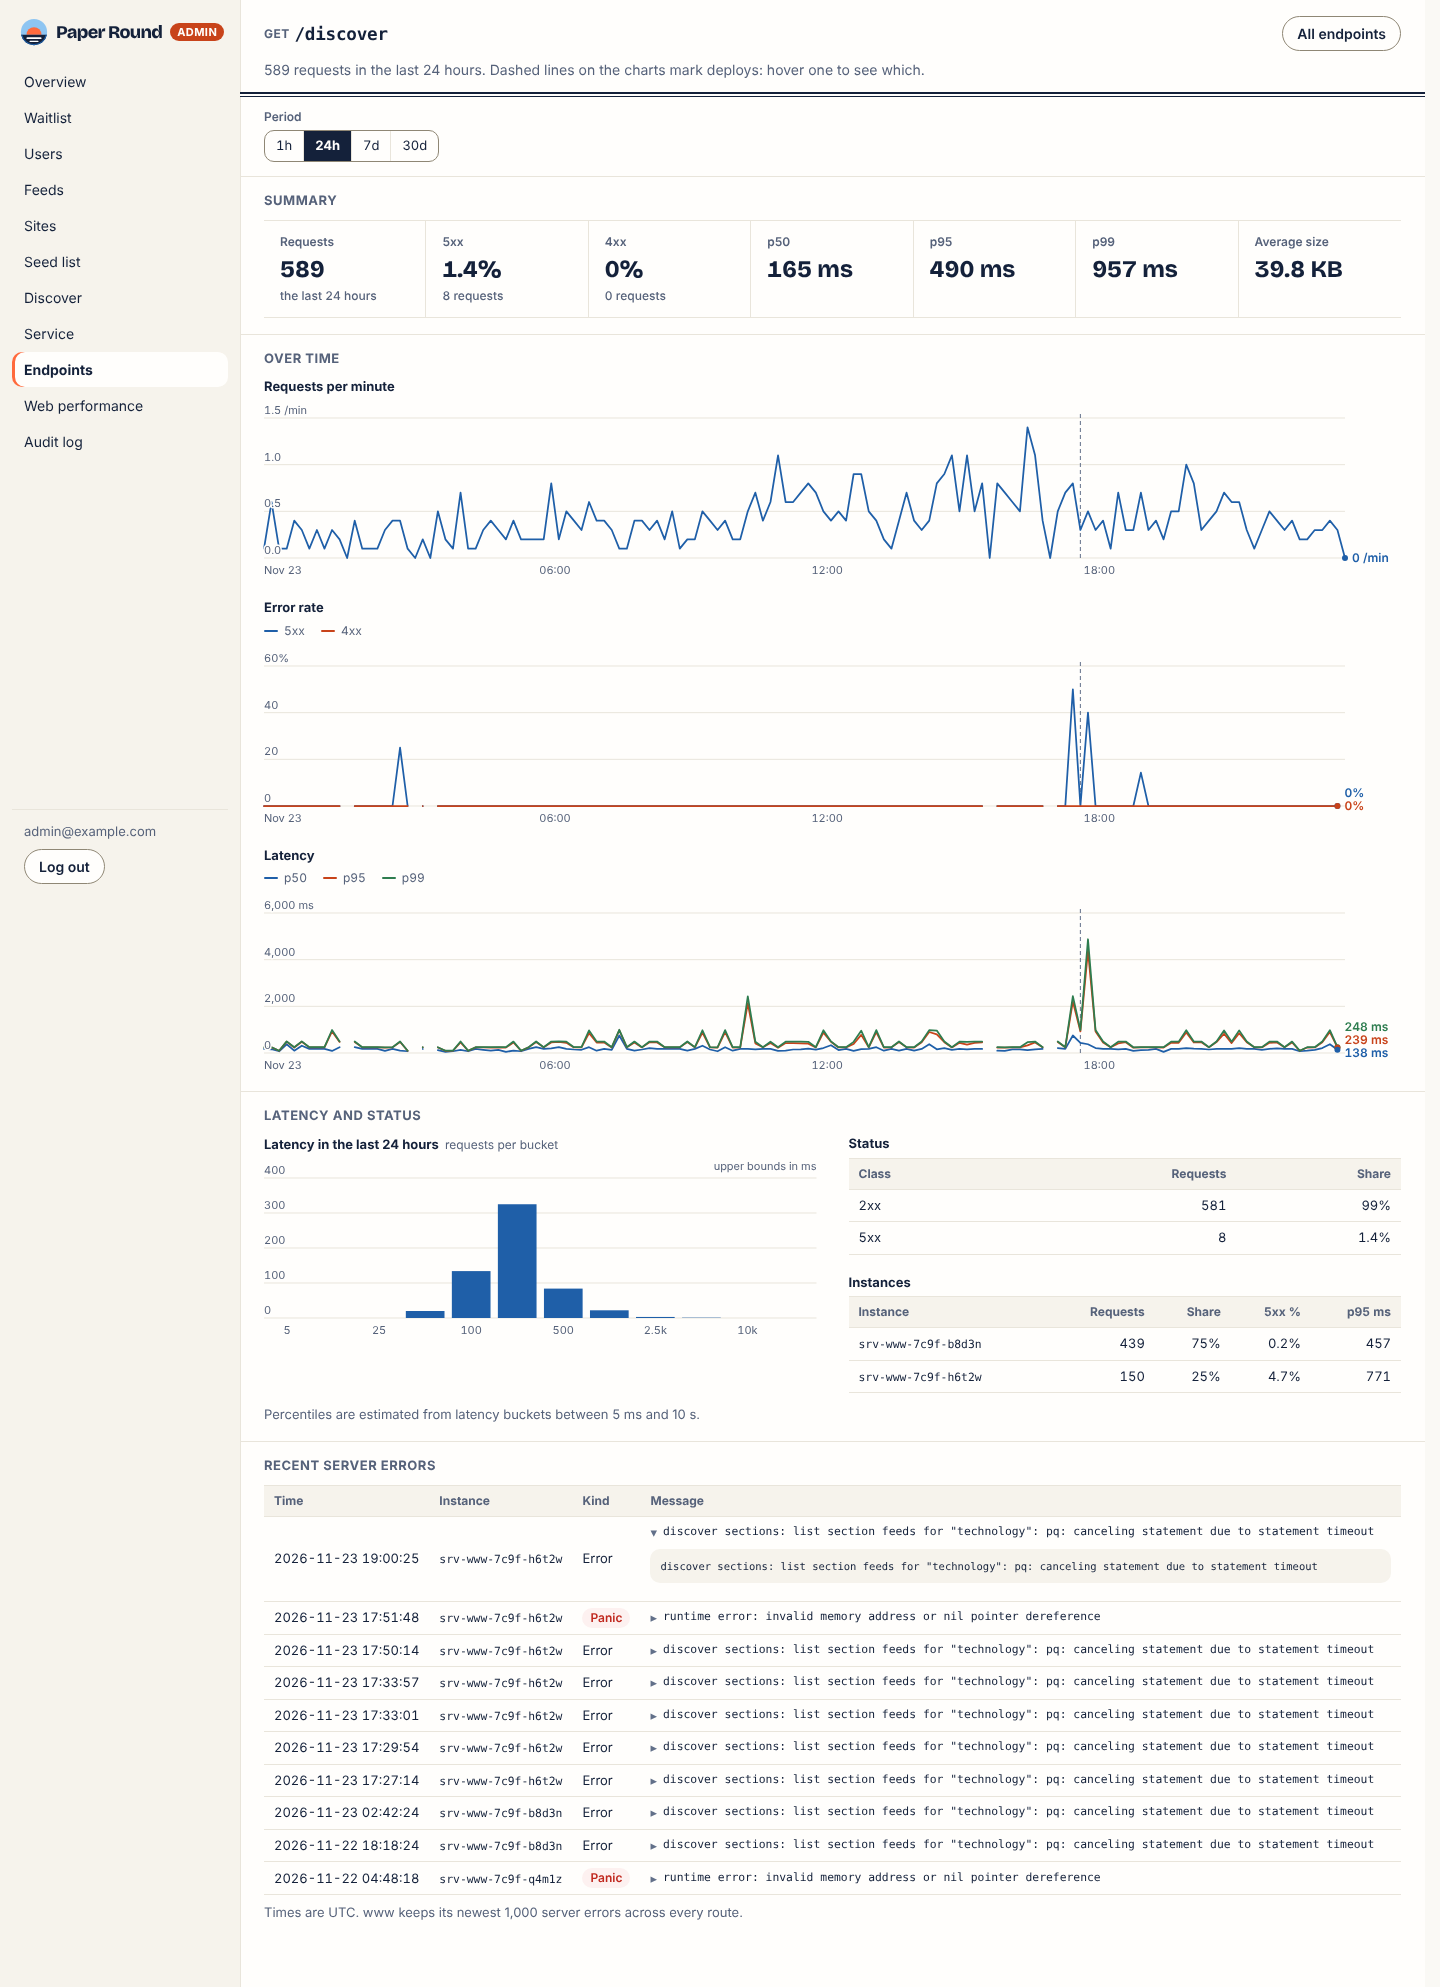 Paper Round ADMIN
Overview
Waitlist
Users
Feeds
Sites
Seed list
Discover
Service
Endpoints
Web performance
Audit log
admin@example.com
Log out
GET /discover
All endpoints
589 requests in the last 24 hours. Dashed lines on the charts mark deploys: hover one to see which.
Period
1h 24h 7d 30d
SUMMARY
Requests
589
the last 24 hours
5xx
1.4%
8 requests
4xx
0%
0 requests
p50
165 ms
p95
490 ms
p99
957 ms
Average size
39.8 KB
OVER TIME
Requests per minute
1.5 /min
1.0
0.5
0.0
0 /min
Nov 23 06:00 12:00 18:00
Error rate
5xx 4xx
60%
40
20
0
0%
0%
Nov 23 06:00 12:00 18:00
Latency
p50 p95 p99
6,000 ms
4,000
2,000
0
248 ms
239 ms
138 ms
Nov 23 06:00 12:00 18:00
LATENCY AND STATUS
Latency in the last 24 hours requests per bucket
upper bounds in ms
400
300
200
100
0
5 25 100 500 2.5k 10k
Status
Class Requests Share
2xx 581 99%
5xx 8 1.4%
Instances
Instance Requests Share 5xx % p95 ms
srv-www-7c9f-b8d3n 439 75% 0.2% 457
srv-www-7c9f-h6t2w 150 25% 4.7% 771
Percentiles are estimated from latency buckets between 5 ms and 10 s.
RECENT SERVER ERRORS
Time Instance Kind Message
2026-11-23 19:00:25 srv-www-7c9f-h6t2w Error ▼ discover sections: list section feeds for "technology": pq: canceling statement due to statement timeout
discover sections: list section feeds for "technology": pq: canceling statement due to statement timeout
2026-11-23 17:51:48 srv-www-7c9f-h6t2w Panic ▶ runtime error: invalid memory address or nil pointer dereference
2026-11-23 17:50:14 srv-www-7c9f-h6t2w Error ▶ discover sections: list section feeds for "technology": pq: canceling statement due to statement timeout
2026-11-23 17:33:57 srv-www-7c9f-h6t2w Error ▶ discover sections: list section feeds for "technology": pq: canceling statement due to statement timeout
2026-11-23 17:33:01 srv-www-7c9f-h6t2w Error ▶ discover sections: list section feeds for "technology": pq: canceling statement due to statement timeout
2026-11-23 17:29:54 srv-www-7c9f-h6t2w Error ▶ discover sections: list section feeds for "technology": pq: canceling statement due to statement timeout
2026-11-23 17:27:14 srv-www-7c9f-h6t2w Error ▶ discover sections: list section feeds for "technology": pq: canceling statement due to statement timeout
2026-11-23 02:42:24 srv-www-7c9f-b8d3n Error ▶ discover sections: list section feeds for "technology": pq: canceling statement due to statement timeout
2026-11-22 18:18:24 srv-www-7c9f-b8d3n Error ▶ discover sections: list section feeds for "technology": pq: canceling statement due to statement timeout
2026-11-22 04:48:18 srv-www-7c9f-q4m1z Panic ▶ runtime error: invalid memory address or nil pointer dereference
Times are UTC. www keeps its newest 1,000 server errors across every route.